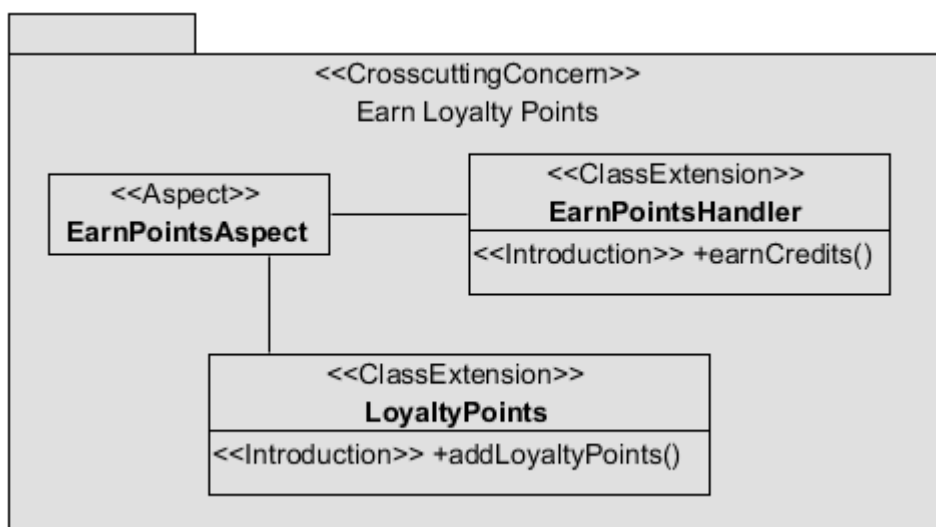 <<CrosscuttingConcern>>
Earn Loyalty Points
<<Aspect>>
EarnPointsAspect
<<ClassExtension>>
EarnPointsHandler
<<Introduction>> +earnCredits()
<<ClassExtension>>
LoyaltyPoints
<<Introduction>> +addLoyaltyPoints()